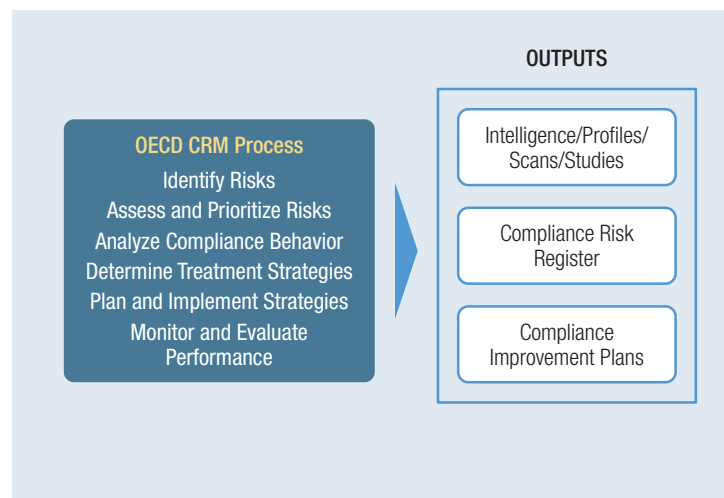 OECD CRM Process
Identify Risks
Assess and Prioritize Risks
Analyze Compliance Behavior
Determine Treatment Strategies
Plan and Implement Strategies
Monitor and Evaluate
Performance
OUTPUTS
Intelligence/Profiles/
Scans/Studies
Compliance Risk
Register
Compliance
Improvement Plans